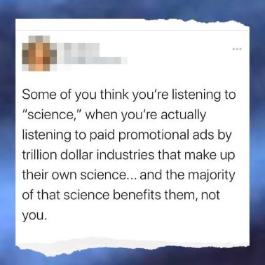 Some of you think you're listening to
“science,” when you're actually
listening to paid promotional ads by
trillion dollar industries that make up
their own science... and the majority
of that science benefits them, not
you.